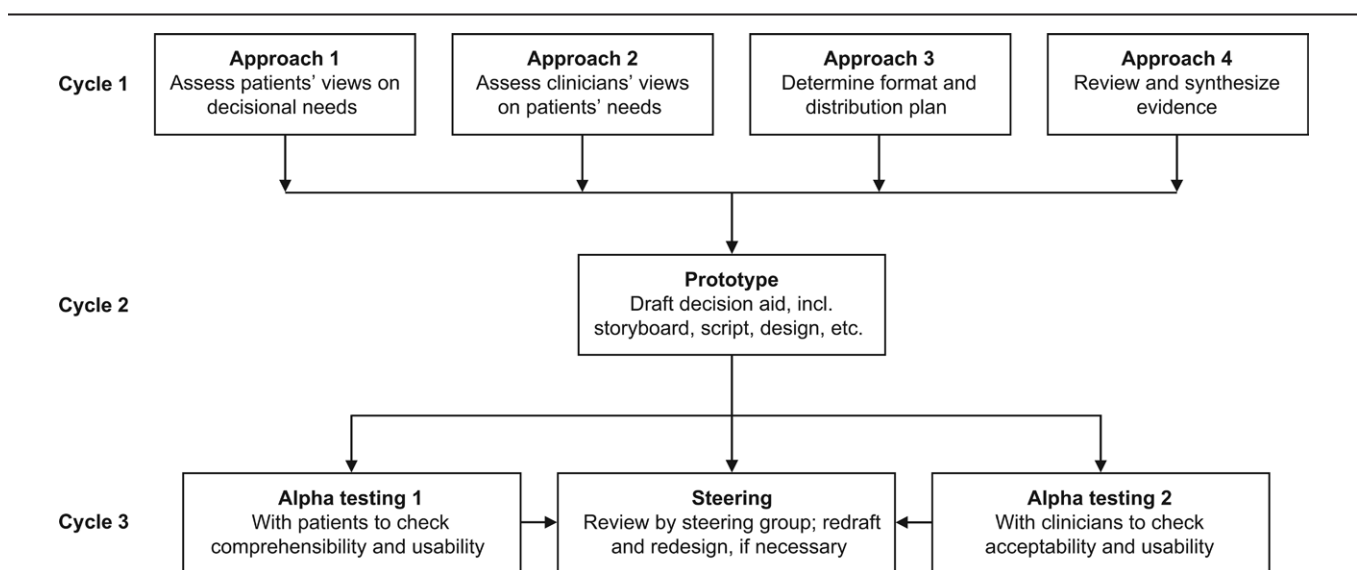 Cycle 1
Approach 1
Assess patients' views on
decisional needs
Approach 2
Assess clinicians' views
on patients' needs
Approach 3
Determine format and
distribution plan
Approach 4
Review and synthesize
evidence
Cycle 2
Prototype
Draft decision aid, incl.
storyboard, script, design, etc.
Cycle 3
Alpha testing 1
With patients to check
comprehensibility and usability
Steering
Review by steering group; redraft
and redesign, if necessary
Alpha testing 2
With clinicians to check
acceptability and usability